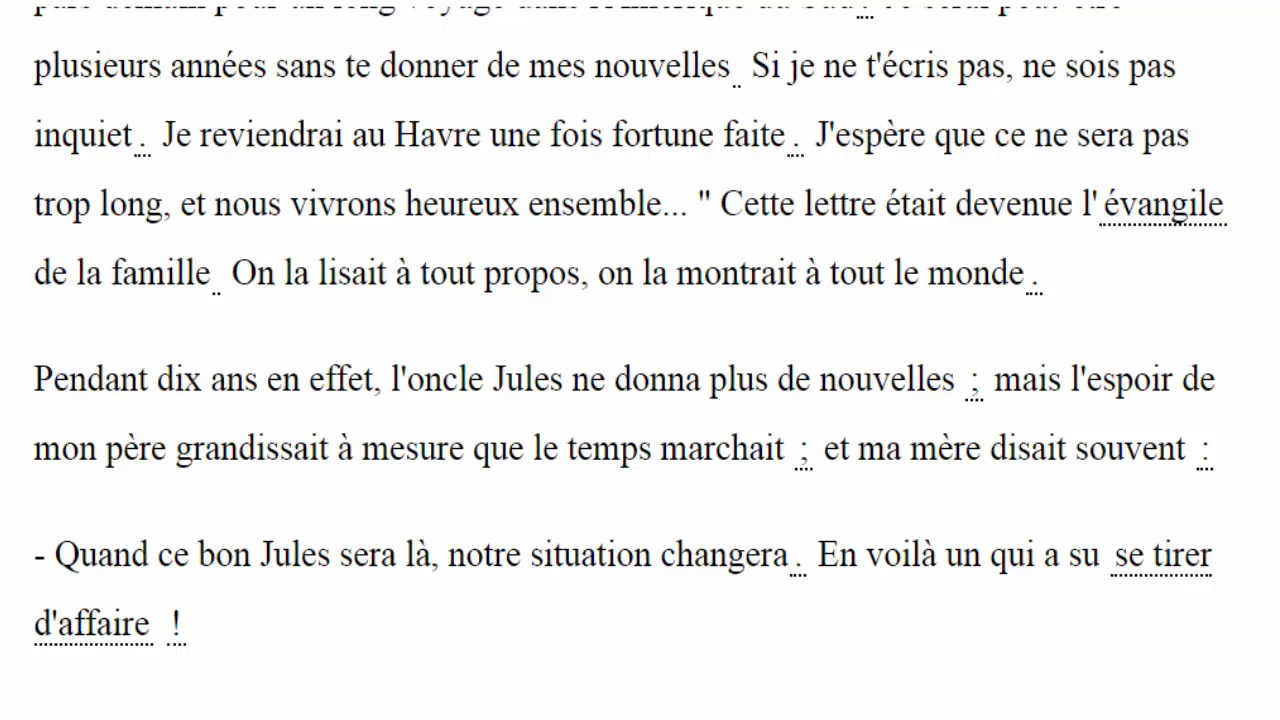 plusieurs années sans te donner de mes nouvelles. Si je ne t'écris pas, ne sois pas
inquiet. Je reviendrai au Havre une fois fortune faite. J'espère que ce ne sera pas
trop long, et nous vivrons heureux ensemble... " Cette lettre était devenue l'évangile
de la famille. On la lisait à tout propos, on la montrait à tout le monde.
Pendant dix ans en effet, l'oncle Jules ne donna plus de nouvelles ; mais l'espoir de
mon père grandissait à mesure que le temps marchait ; et ma mère disait souvent :
- Quand ce bon Jules sera là, notre situation changera. En voilà un qui a su se tirer
d'affaire !